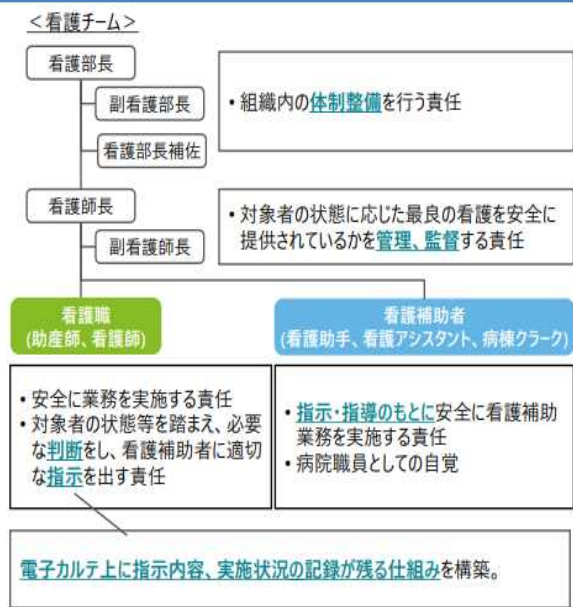 ＜看護チーム＞
看護部長
副看護部長
看護部長補佐
・組織内の体制整備を行う責任
看護師長
副看護師長
・対象者の状態に応じた最良の看護を安全に
提供されているかを管理、監督する責任
看護職
(助産師、看護師)
看護補助者
(看護助手、看護アシスタント、病棟クラーク)
・安全に業務を実施する責任
・対象者の状態等を踏まえ、必要
な判断をし、看護補助者に適切
な指示を出す責任
・指示・指導のもとに安全に看護補助
業務を実施する責任
・病院職員としての自覚
電子カルテ上に指示内容、実施状況の記録が残る仕組みを構築。